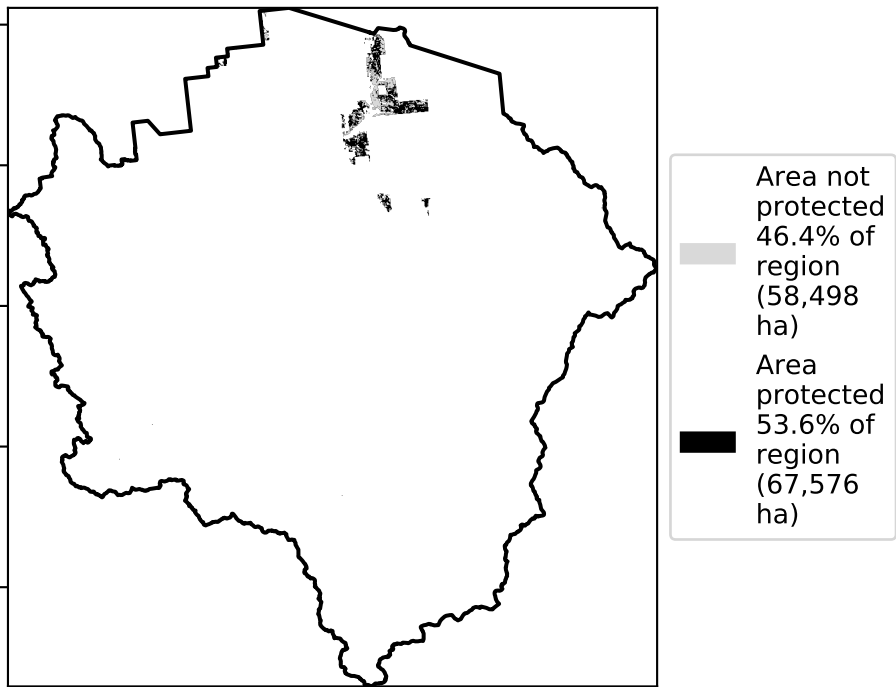 Area not
protected
46.4% of
region
(58,498
ha)
Area
protected
53.6% of
region
(67,576
ha)